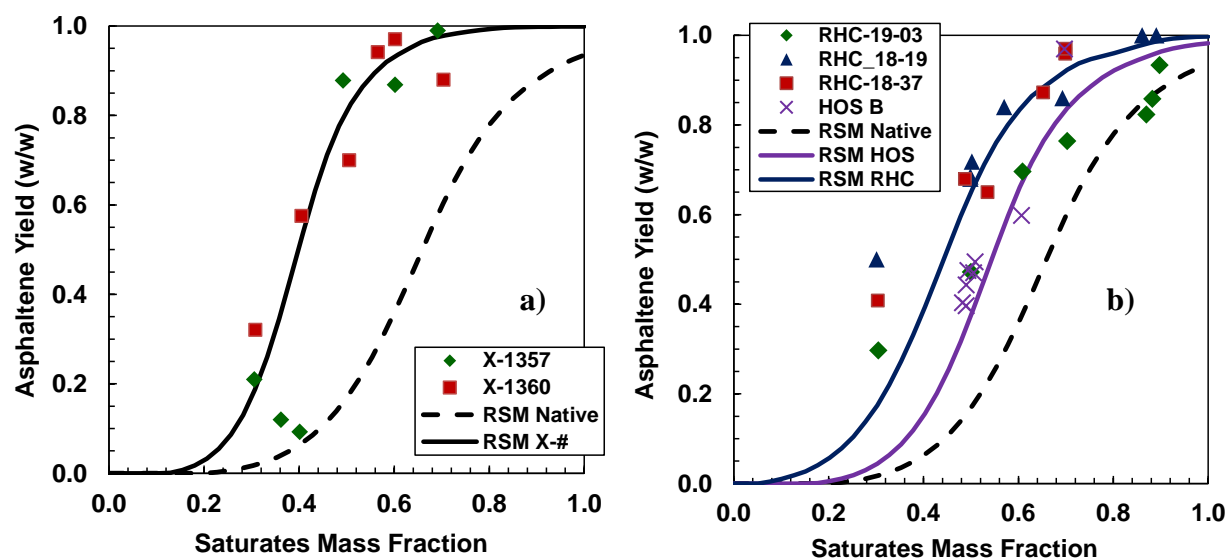 1.0
0.8
0.6
0.4
0.2
0.0
Asphaltene Yield (w/w)
a)
X-1357
X-1360
RSM Native
RSM X-#
0.0 0.2 0.4 0.6 0.8 1.0
Saturates Mass Fraction
1.0
0.8
0.6
0.4
0.2
0.0
Asphaltene Yield (w/w)
RHC-19-03
RHC_18-19
RHC-18-37
HOS B
RSM Native
RSM HOS
RSM RHC
b)
0.0 0.2 0.4 0.6 0.8 1.0
Saturates Mass Fraction